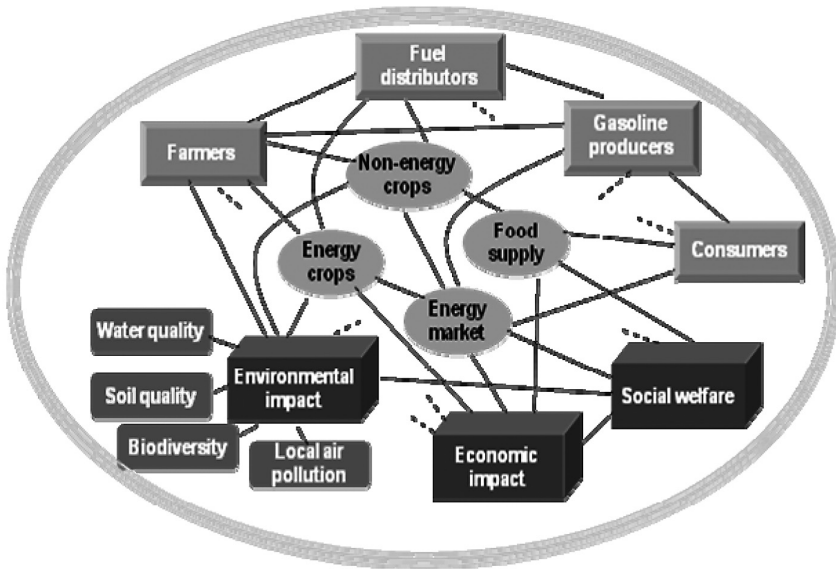 Fuel
distributors
Gasoline
producers
Farmers
Non-energy
crops
Food
supply
Consumers
Energy
crops
Energy
market
Water quality
Environmental
impact
Soil quality
Social welfare
Biodiversity
Local air
pollution
Economic
impact